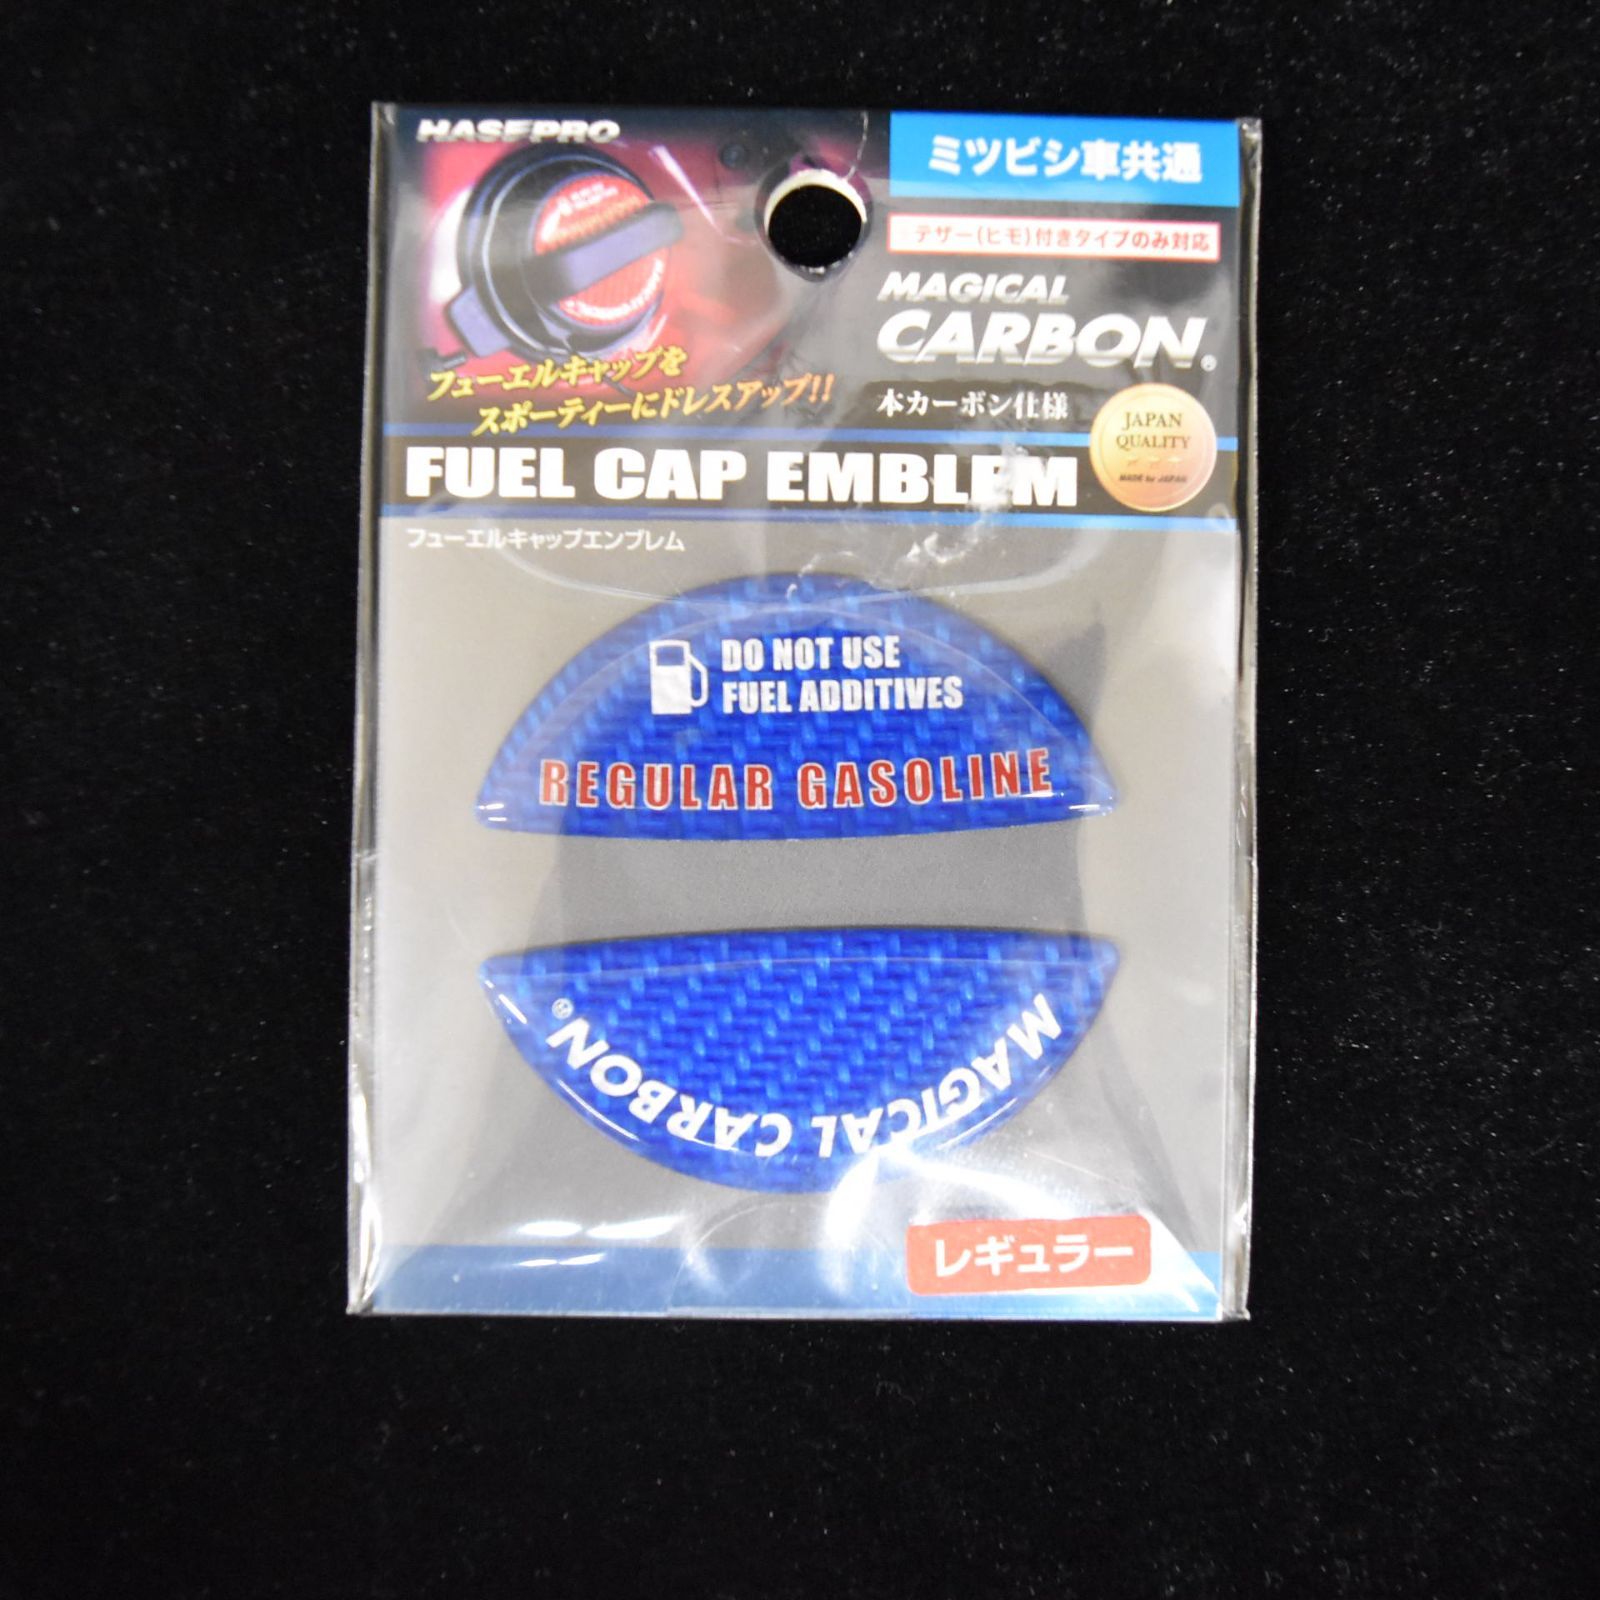 HASEPRO
ミツビシ車共通
テザー(ヒモ)付きタイプのみ対応
MAGICAL
CARBON®
本カーボン仕様
フューエルキャップを
スポーティーにドレスアップ!!
JAPAN
QUALITY
MADE by JAPAN
FUEL CAP EMBLEM
フューエルキャップエンブレム
DO NOT USE
FUEL ADDITIVES
REGULAR GASOLINE
MAGICAL CARBON®
レギュラー